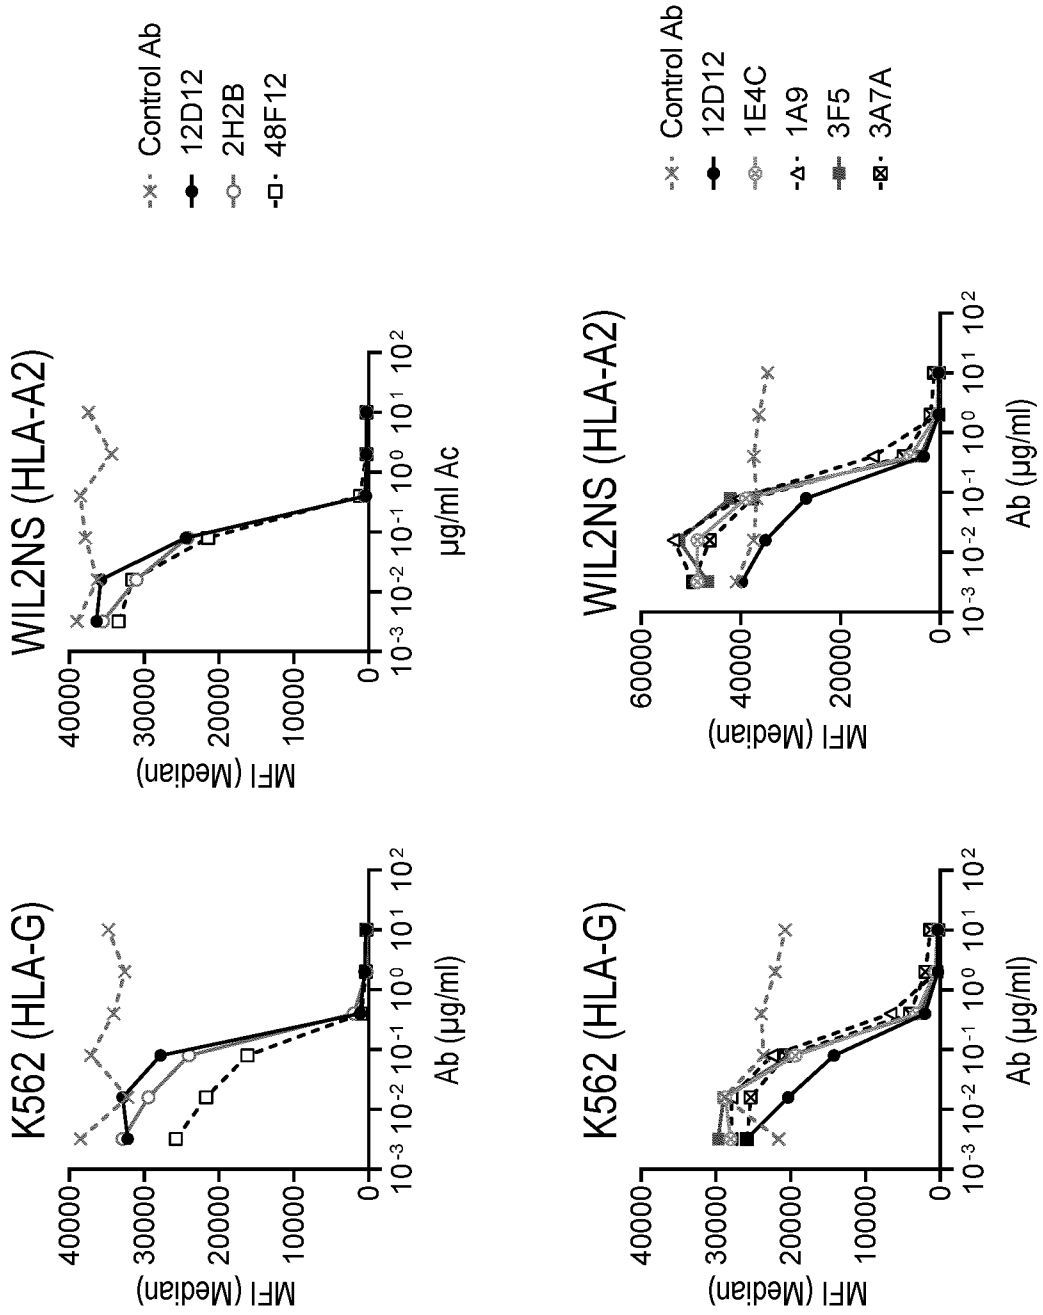 K562 (HLA-G)
MFI (Median)
40000
30000
20000
10000
0
10-3 10-2 10-1 100 101 102
Ab (µg/ml)
WIL2NS (HLA-A2)
MFI (Median)
40000
30000
20000
10000
0
10-3 10-2 10-1 100 101 102
µg/ml Ac
Control Ab
12D12
2H2B
48F12
K562 (HLA-G)
MFI (Median)
40000
30000
20000
10000
0
10-3 10-2 10-1 100 101 102
Ab (µg/ml)
WIL2NS (HLA-A2)
MFI (Median)
60000
40000
20000
0
10-3 10-2 10-1 100 101 102
Ab (µg/ml)
Control Ab
12D12
1E4C
1A9
3F5
3A7A